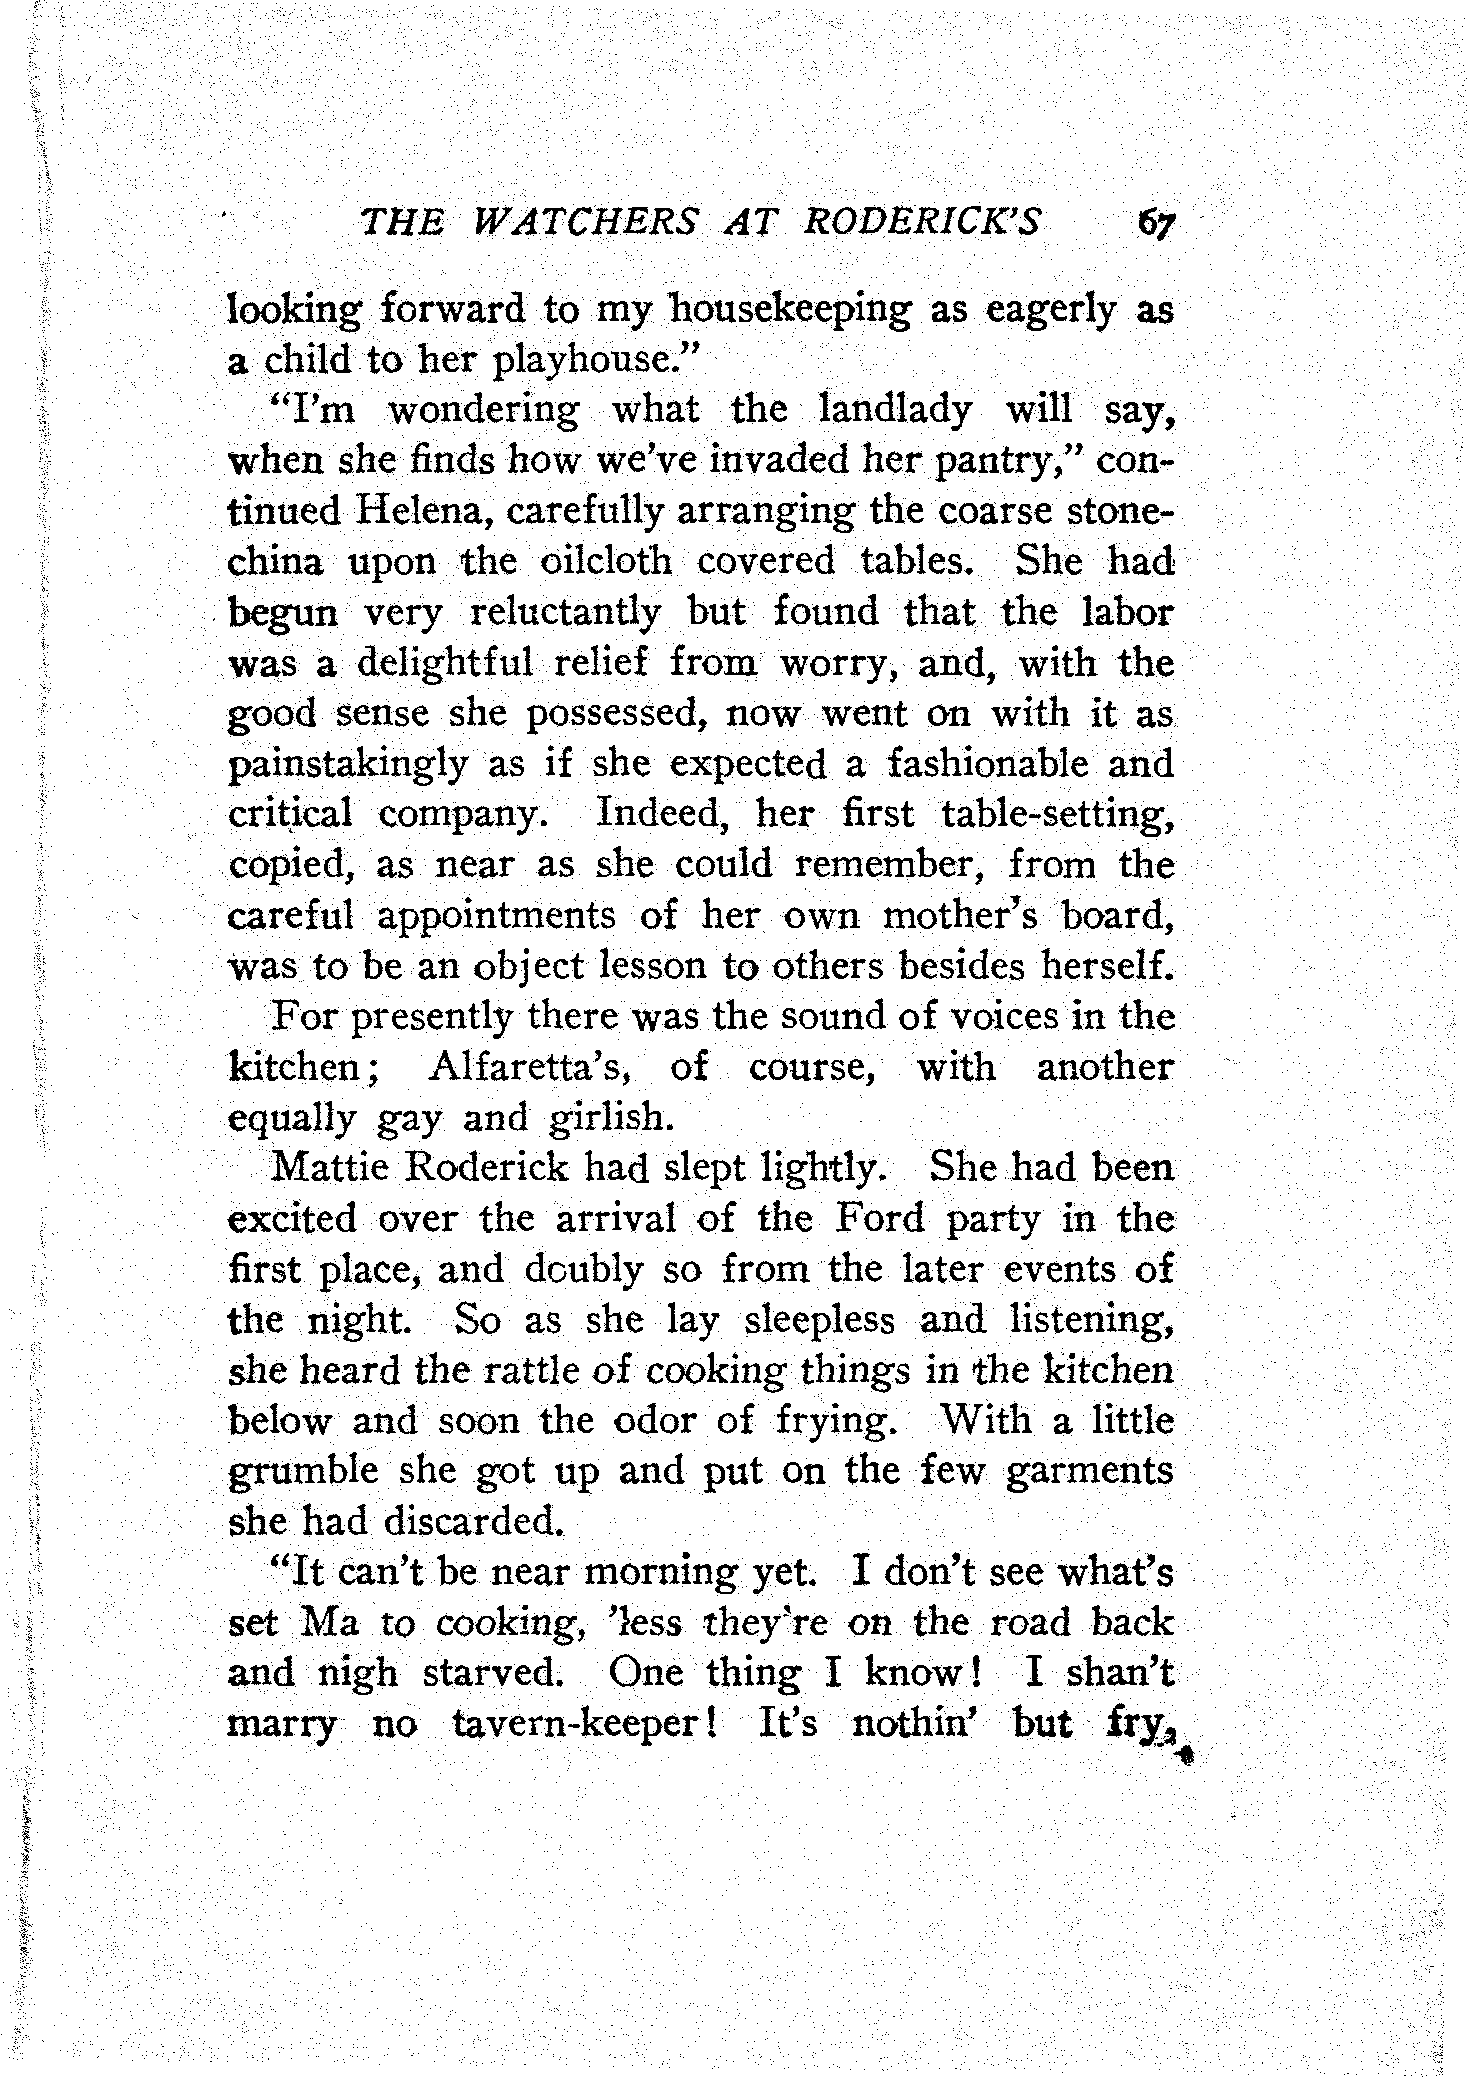 THE WATCHERS AT RODERICK'S 67
looking forward to my housekeeping as eagerly as
a child to her playhouse."
"I'm wondering what the landlady will say,
when she finds how we've invaded her pantry," con-
tinued Helena, carefully arranging the coarse stone-
china upon the oilcloth covered tables. She had
begun very reluctantly but found that the labor
was a delightful relief from worry, and, with the
good sense she possessed, now went on with it as
painstakingly as if she expected a fashionable and
critical company. Indeed, her first table-setting,
copied, as near as she could remember, from the
careful appointments of her own mother's board,
was to be an object lesson to others besides herself.
For presently there was the sound of voices in the
kitchen; Alfaretta's, of course, with another
equally gay and girlish.
Mattie Roderick had slept lightly. She had been
excited over the arrival of the Ford party in the
first place, and doubly so from the later events of
the night. So as she lay sleepless and listening,
she heard the rattle of cooking things in the kitchen
below and soon the odor of frying. With a little
grumble she got up and put on the few garments
she had discarded.
"It can't be near morning yet. I don't see what's
set Ma to cooking, 'less they're on the road back
and nigh starved. One thing I know! I shan't
marry no tavern-keeper! It's nothin' but fry,